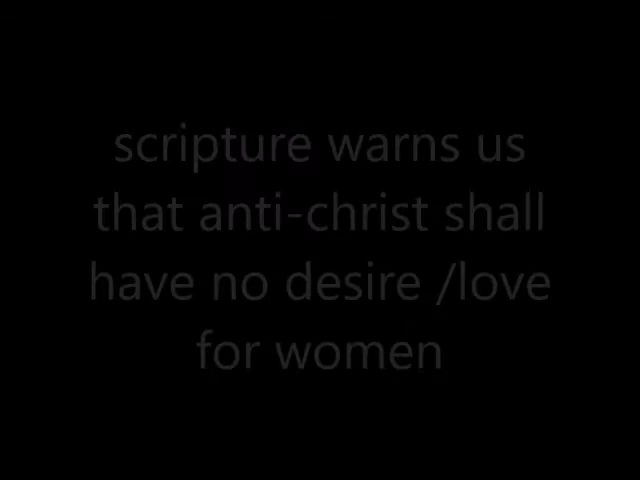 scripture warns us
that anti-christ shall
have no desire /love
for women